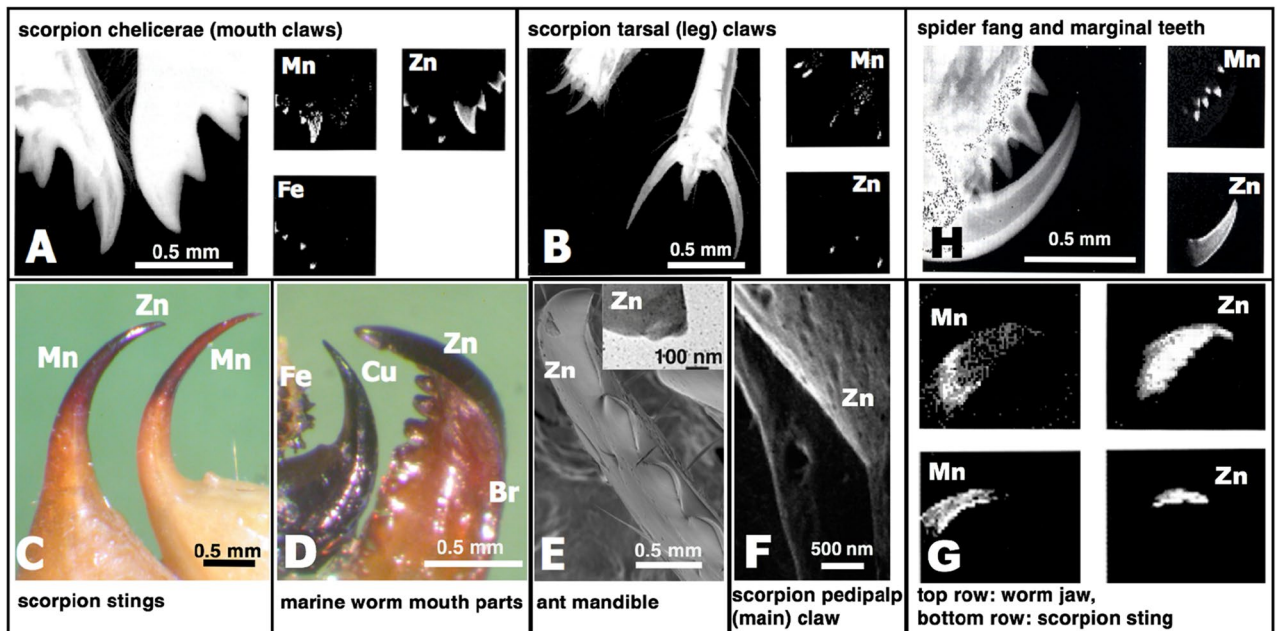 scorpion chelicerae (mouth claws)
Mn
Zn
Fe
A
0.5 mm
scorpion tarsal (leg) claws
Mn
Zn
B
0.5 mm
spider fang and marginal teeth
Mn
Zn
H
0.5 mm
Zn
Mn
Mn
C
0.5 mm
scorpion stings
Fe
Cu
Zn
Br
D
0.5 mm
marine worm mouth parts
Zn
Zn
100 nm
E
0.5 mm
ant mandible
Zn
F
500 nm
scorpion pedipalp
(main) claw
Mn
Zn
Mn
Zn
G
top row: worm jaw,
bottom row: scorpion sting